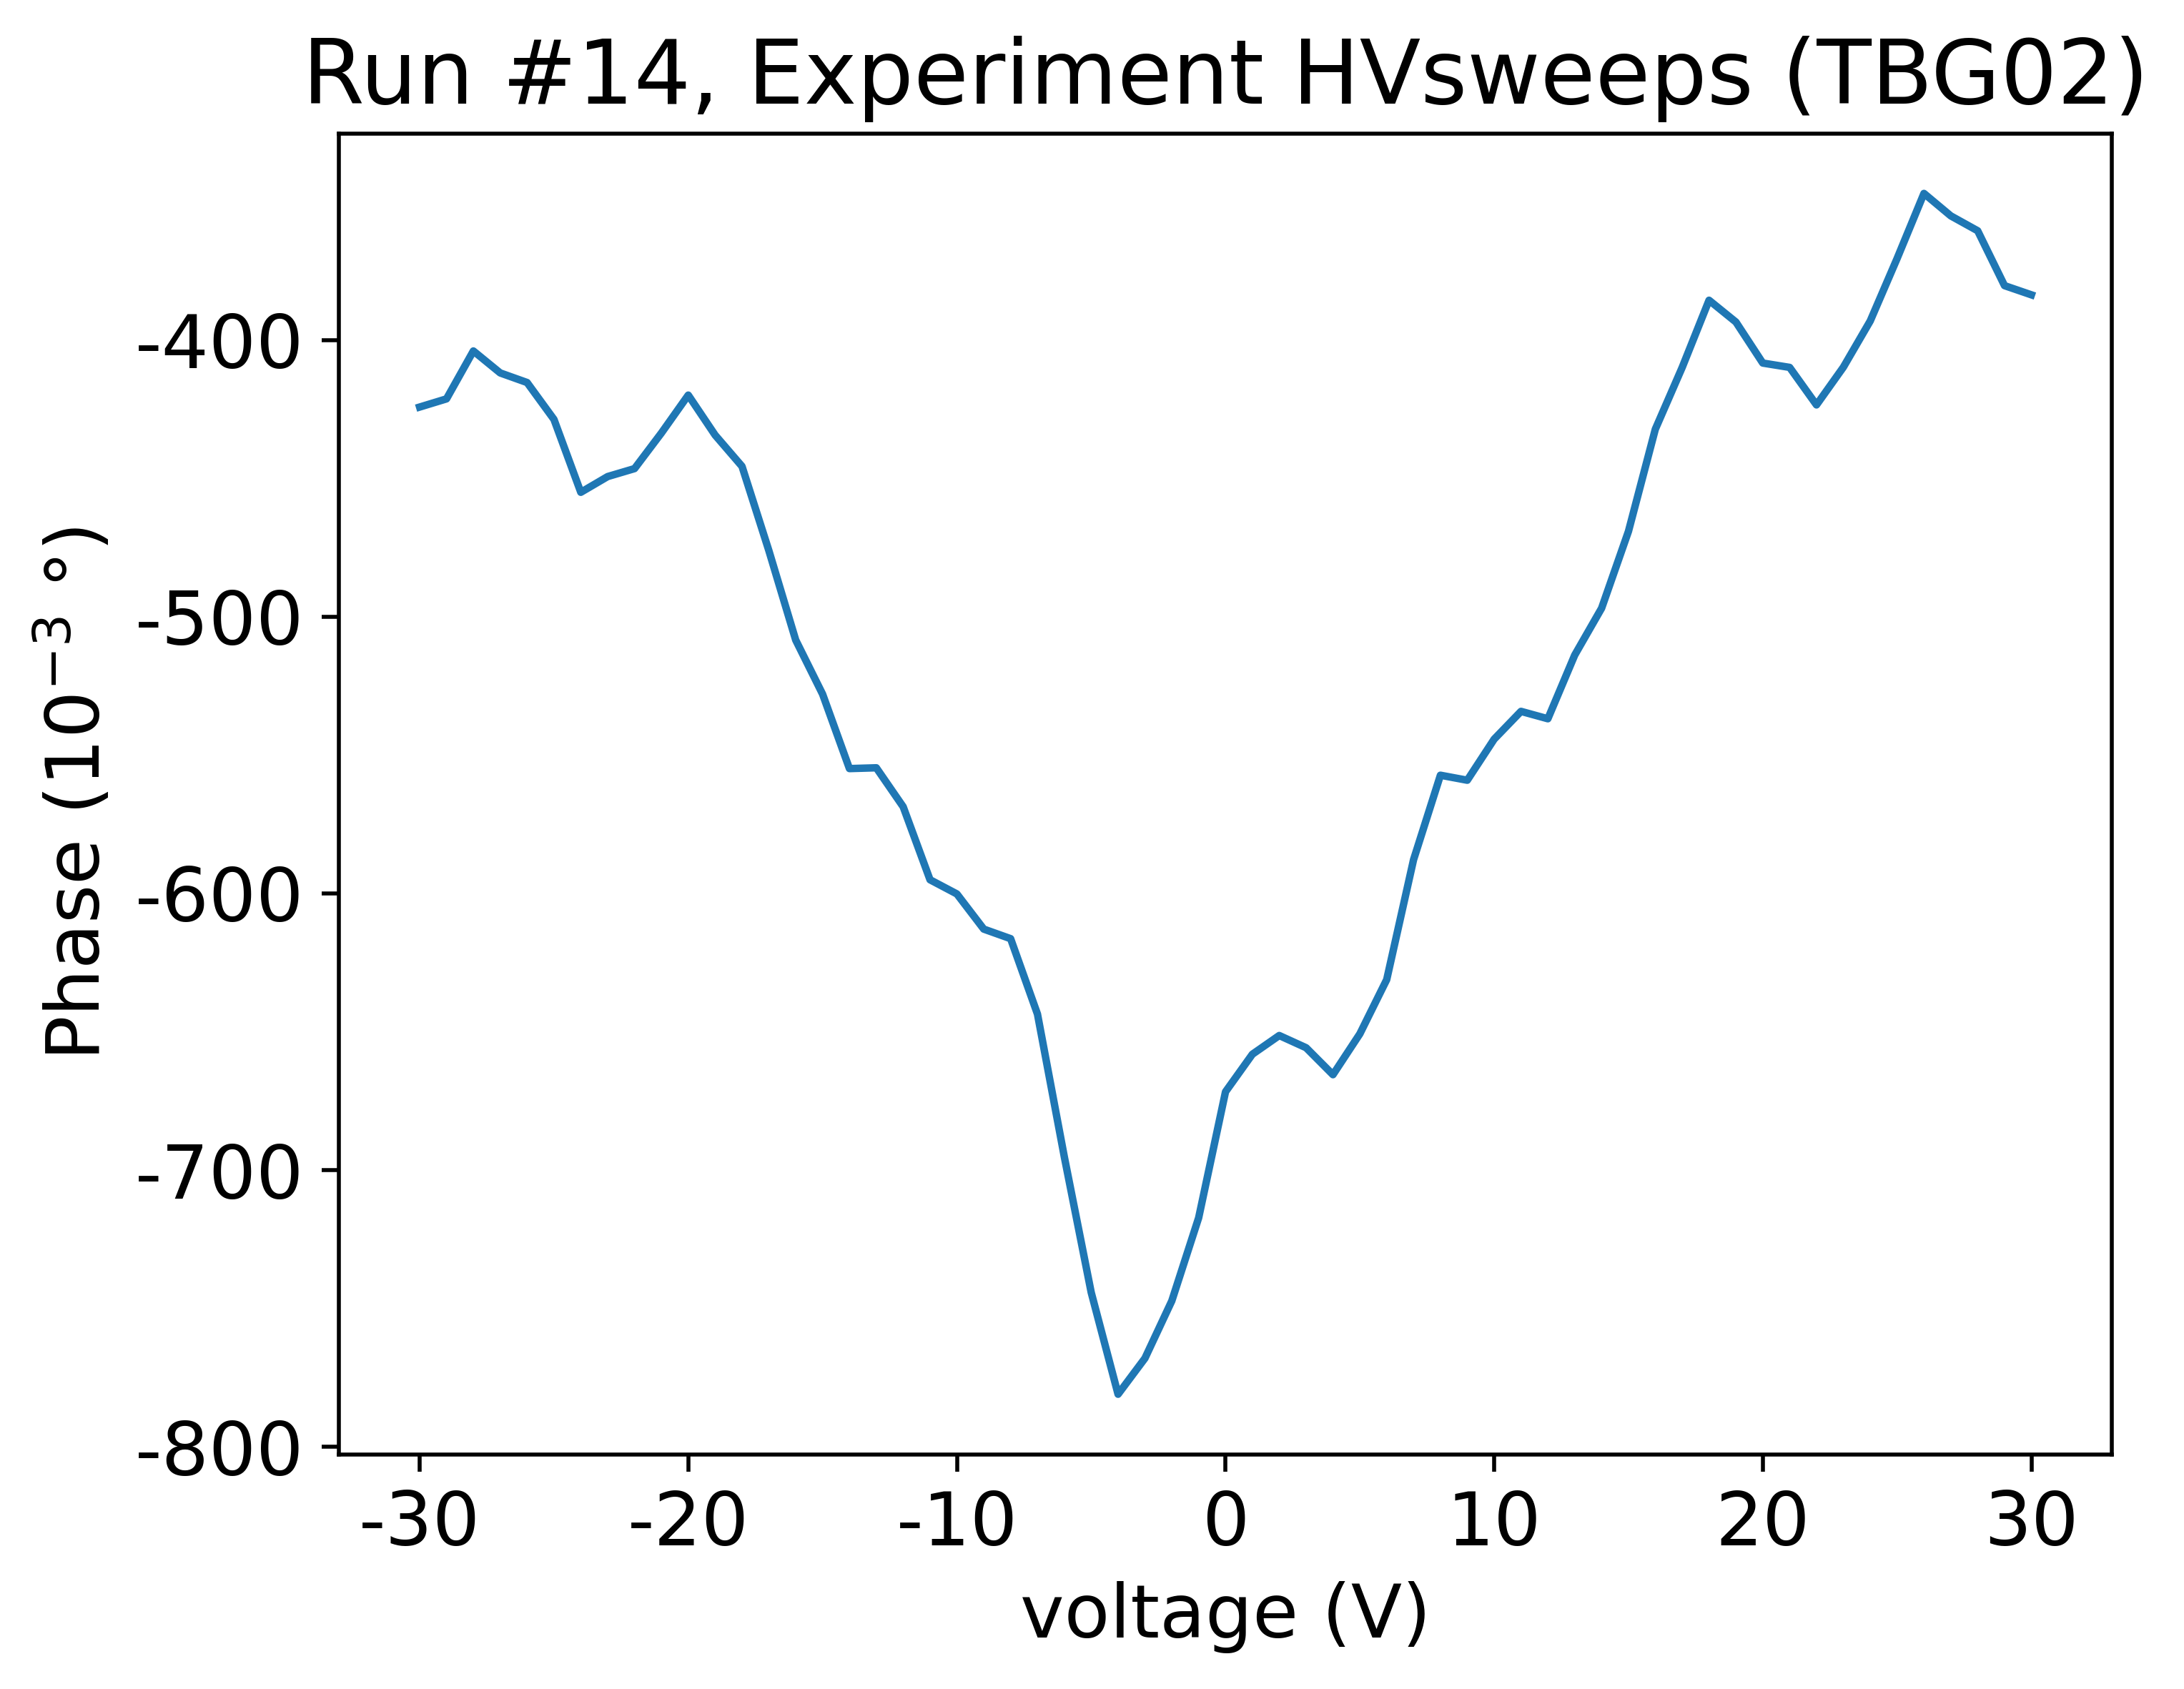 Run #14, Experiment HVsweeps (TBG02)
Phase (10⁻³ °)
-400
-500
-600
-700
-800
-30 -20 -10 0 10 20 30
voltage (V)